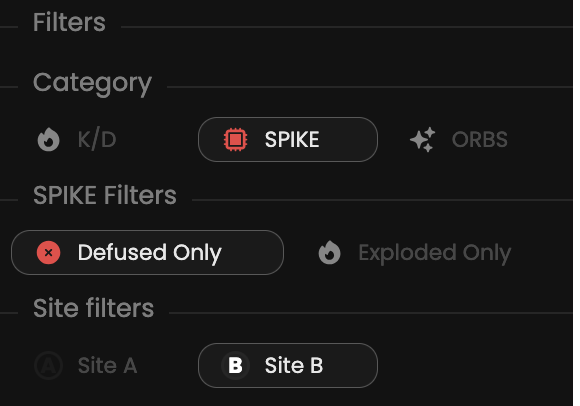 Filters
Category
K/D SPIKE ORBS
SPIKE Filters
Defused Only Exploded Only
Site filters
A Site A B Site B